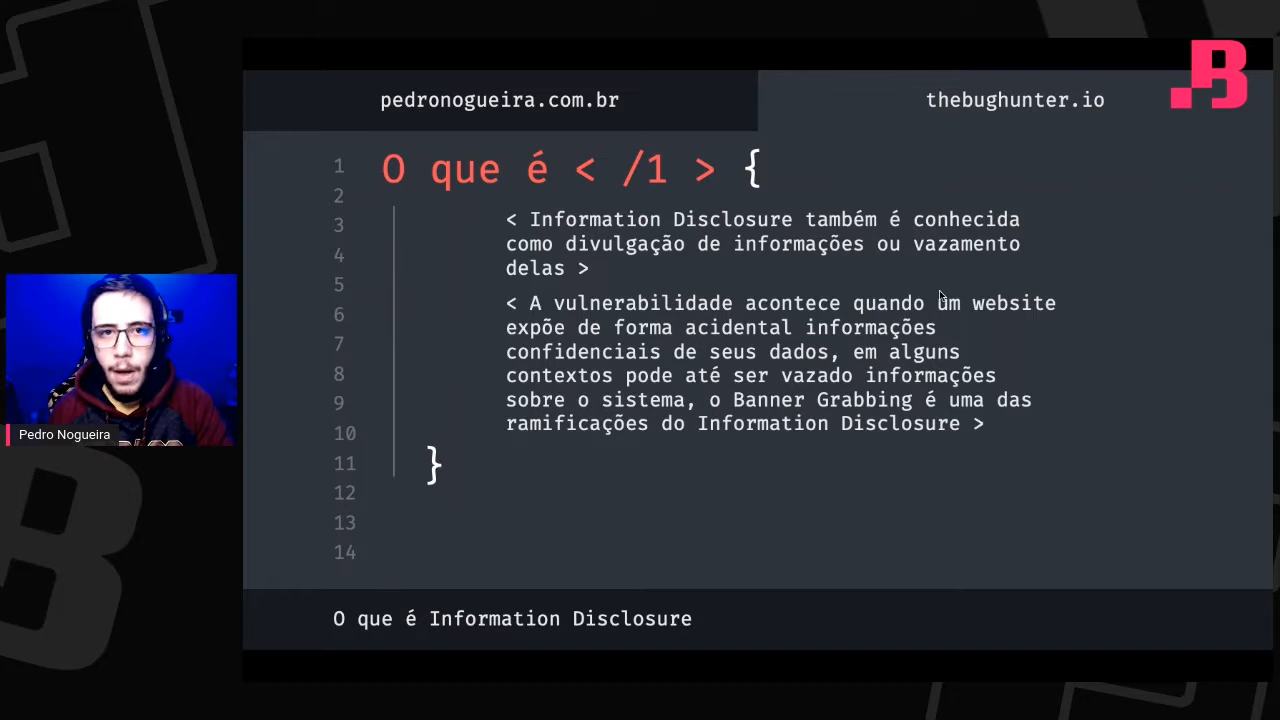 pedronogueira.com.br
thebughunter.io
B
1
2
3
4
5
6
7
8
9
10
11
12
13
14
O que é < /1 > {
< Information Disclosure também é conhecida
como divulgação de informações ou vazamento
delas >
< A vulnerabilidade acontece quando um website
expõe de forma acidental informações
confidenciais de seus dados, em alguns
contextos pode até ser vazado informações
sobre o sistema, o Banner Grabbing é uma das
ramificações do Information Disclosure >
}
Pedro Nogueira
O que é Information Disclosure